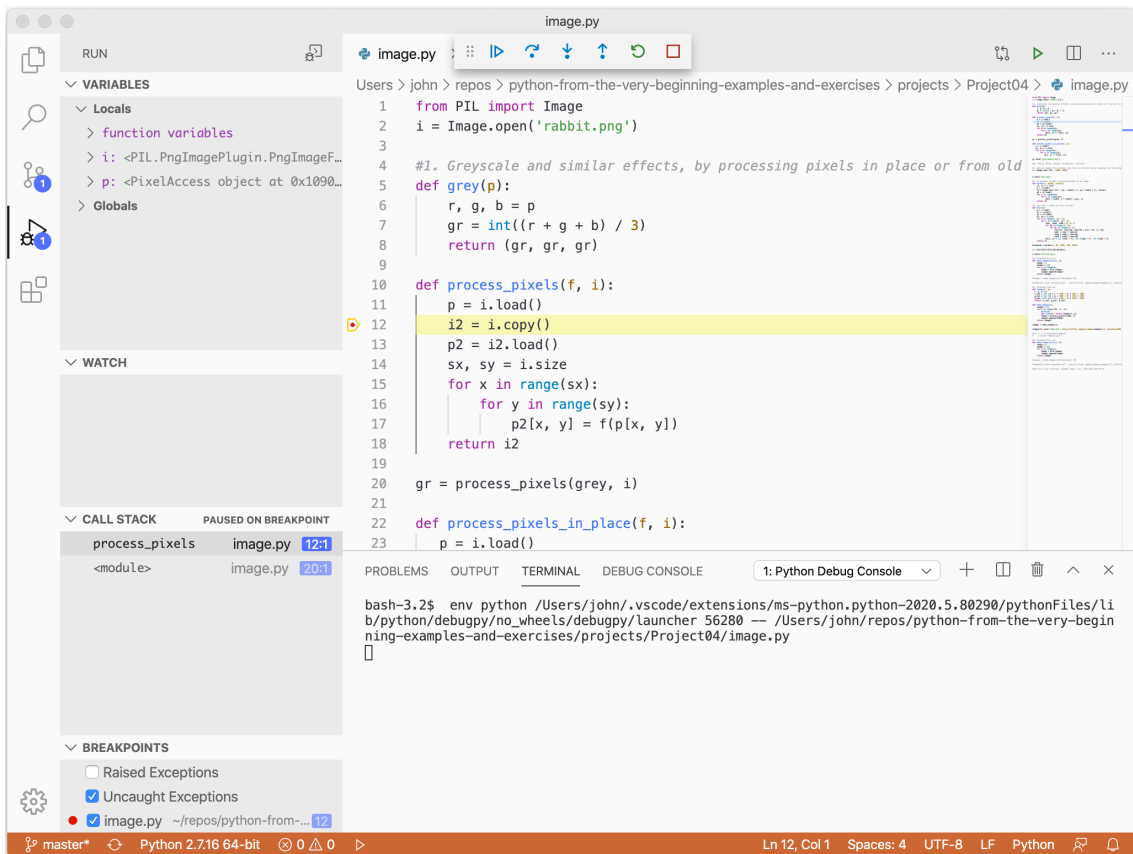 image.py
RUN
VARIABLES
Locals
function variables
i: <PIL.PngImagePlugin.PngImageF…
p: <PixelAccess object at 0x1090…
Globals
WATCH
CALL STACK PAUSED ON BREAKPOINT
process_pixels image.py 12:1
<module> image.py 20:1
BREAKPOINTS
Raised Exceptions
Uncaught Exceptions
image.py ~/repos/python-from-... 12
1
1
image.py
Users > john > repos > python-from-the-very-beginning-examples-and-exercises > projects > Project04 > image.py
1 from PIL import Image
2 i = Image.open('rabbit.png')
3
4 #1. Greyscale and similar effects, by processing pixels in place or from old
5 def grey(p):
6 r, g, b = p
7 gr = int((r + g + b) / 3)
8 return (gr, gr, gr)
9
10 def process_pixels(f, i):
11 p = i.load()
12 i2 = i.copy()
13 p2 = i2.load()
14 sx, sy = i.size
15 for x in range(sx):
16 for y in range(sy):
17 p2[x, y] = f(p[x, y])
18 return i2
19
20 gr = process_pixels(grey, i)
21
22 def process_pixels_in_place(f, i):
23 p = i.load()
PROBLEMS OUTPUT TERMINAL DEBUG CONSOLE 1: Python Debug Console
bash-3.2$ env python /Users/john/.vscode/extensions/ms-python.python-2020.5.80290/pythonFiles/li
b/python/debugpy/no_wheels/debugpy/launcher 56280 -- /Users/john/repos/python-from-the-very-begin
ning-examples-and-exercises/projects/Project04/image.py
master* Python 2.7.16 64-bit 0 0 Ln 12, Col 1 Spaces: 4 UTF-8 LF Python